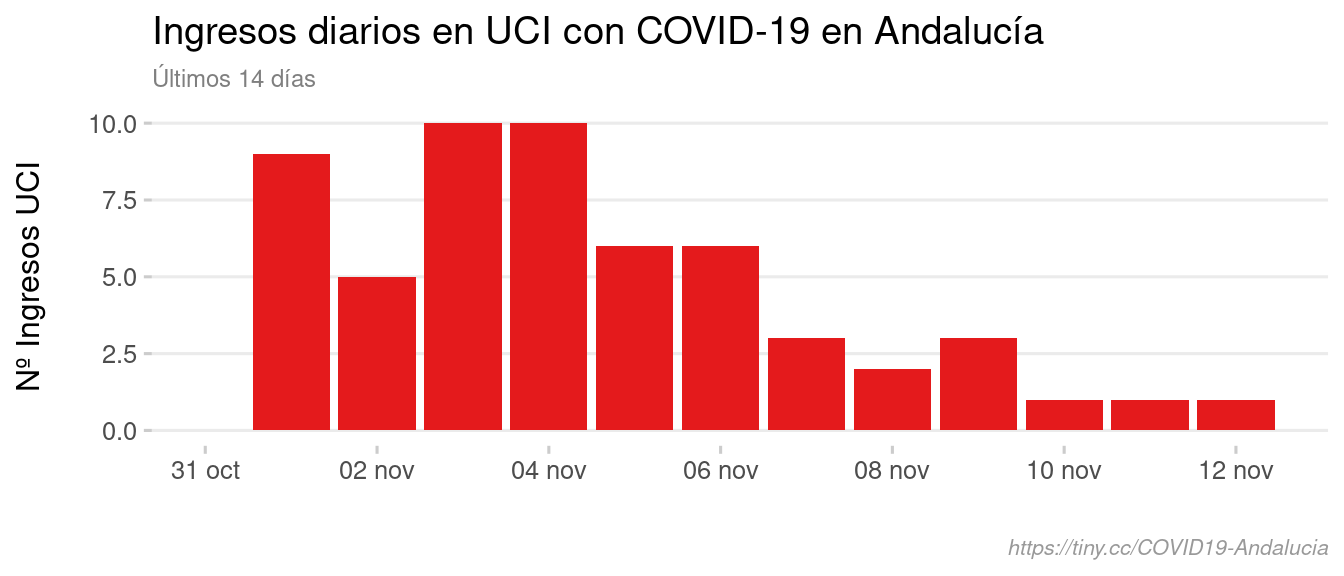 Ingresos diarios en UCI con COVID-19 en Andalucía
Últimos 14 días
Nº Ingresos UCI
10.0
7.5
5.0
2.5
0.0
31 oct
02 nov
04 nov
06 nov
08 nov
10 nov
12 nov
https://tiny.cc/COVID19-Andalucia